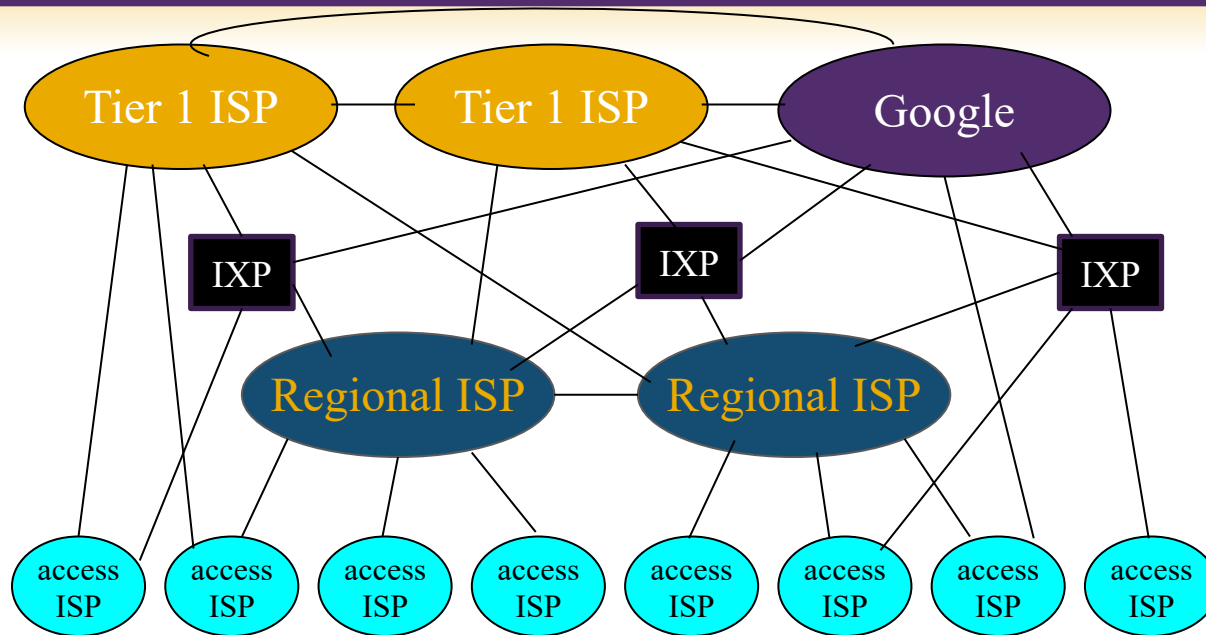 Tier 1 ISP
Tier 1 ISP
Google
IXP
IXP
IXP
Regional ISP
Regional ISP
access
ISP
access
ISP
access
ISP
access
ISP
access
ISP
access
ISP
access
ISP
access
ISP